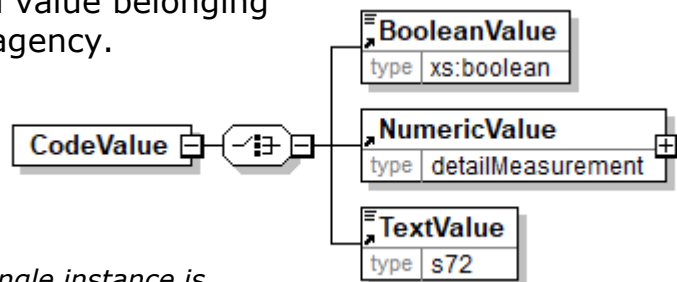 value belonging
agency.
BooleanValue
type xs:boolean
CodeValue
NumericValue
type detailMeasurement
TextValue
type s72
ngle instance is